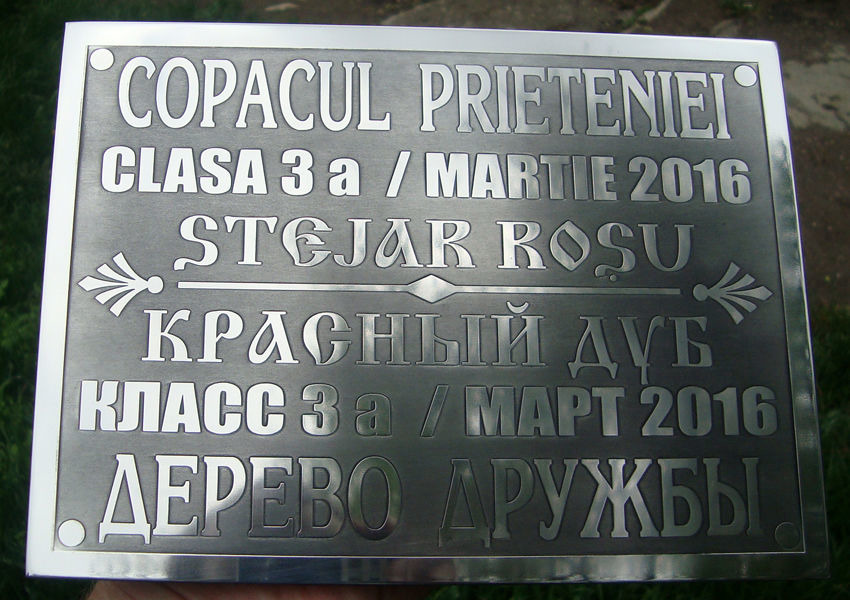 COPACUL PRIETENIEI
CLASA 3 a / MARTIE 2016
STEJAR ROȘU
КРАСНЫЙ ДУБ
КЛАСС 3 а / МАРТ 2016
ДЕРЕВО ДРУЖБЫ